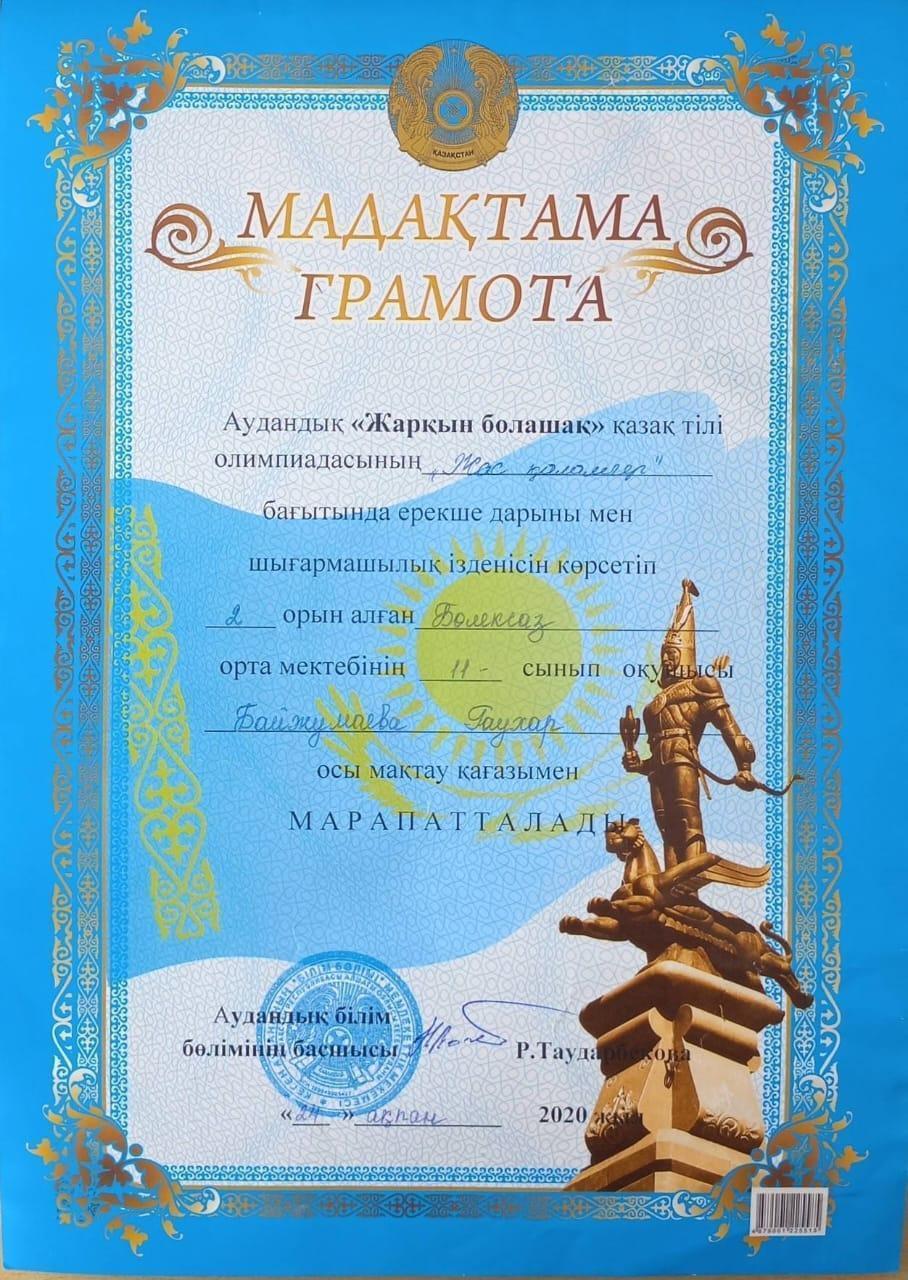 ҚАЗАҚСТАН
МАДАҚТАМА
ГРАМОТА
Аудандық «Жарқын болашақ» қазақ тілі
олимпиадасының „Жас қаламгер"
бағытында ерекше дарыны мен
шығармашылық ізденісін көрсетіп
2 орын алған Бөлексаз
орта мектебінің 11- сынып оқушысы
Байжумаева Гаухар
осы мақтау қағазымен
МАРАПАТТАЛАДЫ
Аудандық білім
бөлімінің басшысы Р.Таударбекова
«24» ақпан 2020 жыл